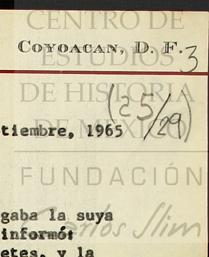 CENTRO DE
COYOACAN, D. F.
3
ESTUDIOS
DE HISTORIA
(25/29)
tiembre, 1965
DE MÉXICO
FUNDACIÓN
gaba la suya
Carlos Slim
informó:
etes, y la